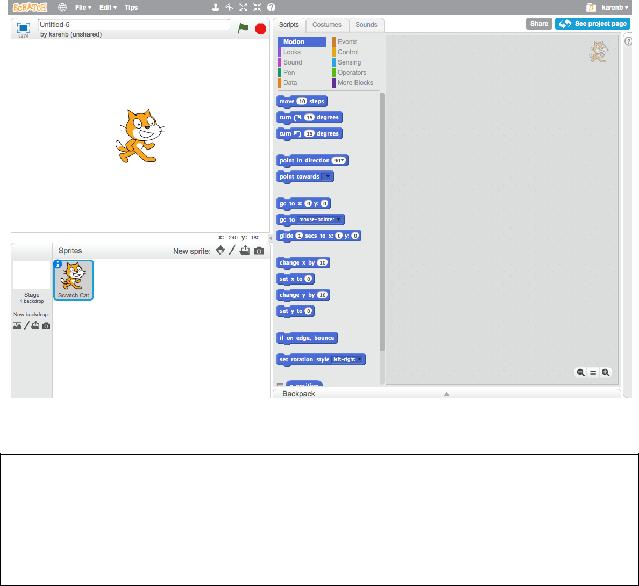 SCRATCH File▾ Edit▾ Tips karenb▾
Untitled-6
by karenb (unshared)
Scripts Costumes Sounds
Share See project page
Motion Events
Looks Control
Sound Sensing
Pen Operators
Data More Blocks
move 10 steps
turn 15 degrees
turn 15 degrees
point in direction 90▾
point towards
go to x: 0 y: 0
go to mouse-pointer
glide 1 secs to x: 0 y: 0
change x by 10
set x to 0
change y by 10
set y to 0
if on edge, bounce
set rotation style left-right
x position
x: 240 y: 180
Sprites New sprite:
Scratch Cat
Stage
1 backdrop
New backdrop:
Backpack